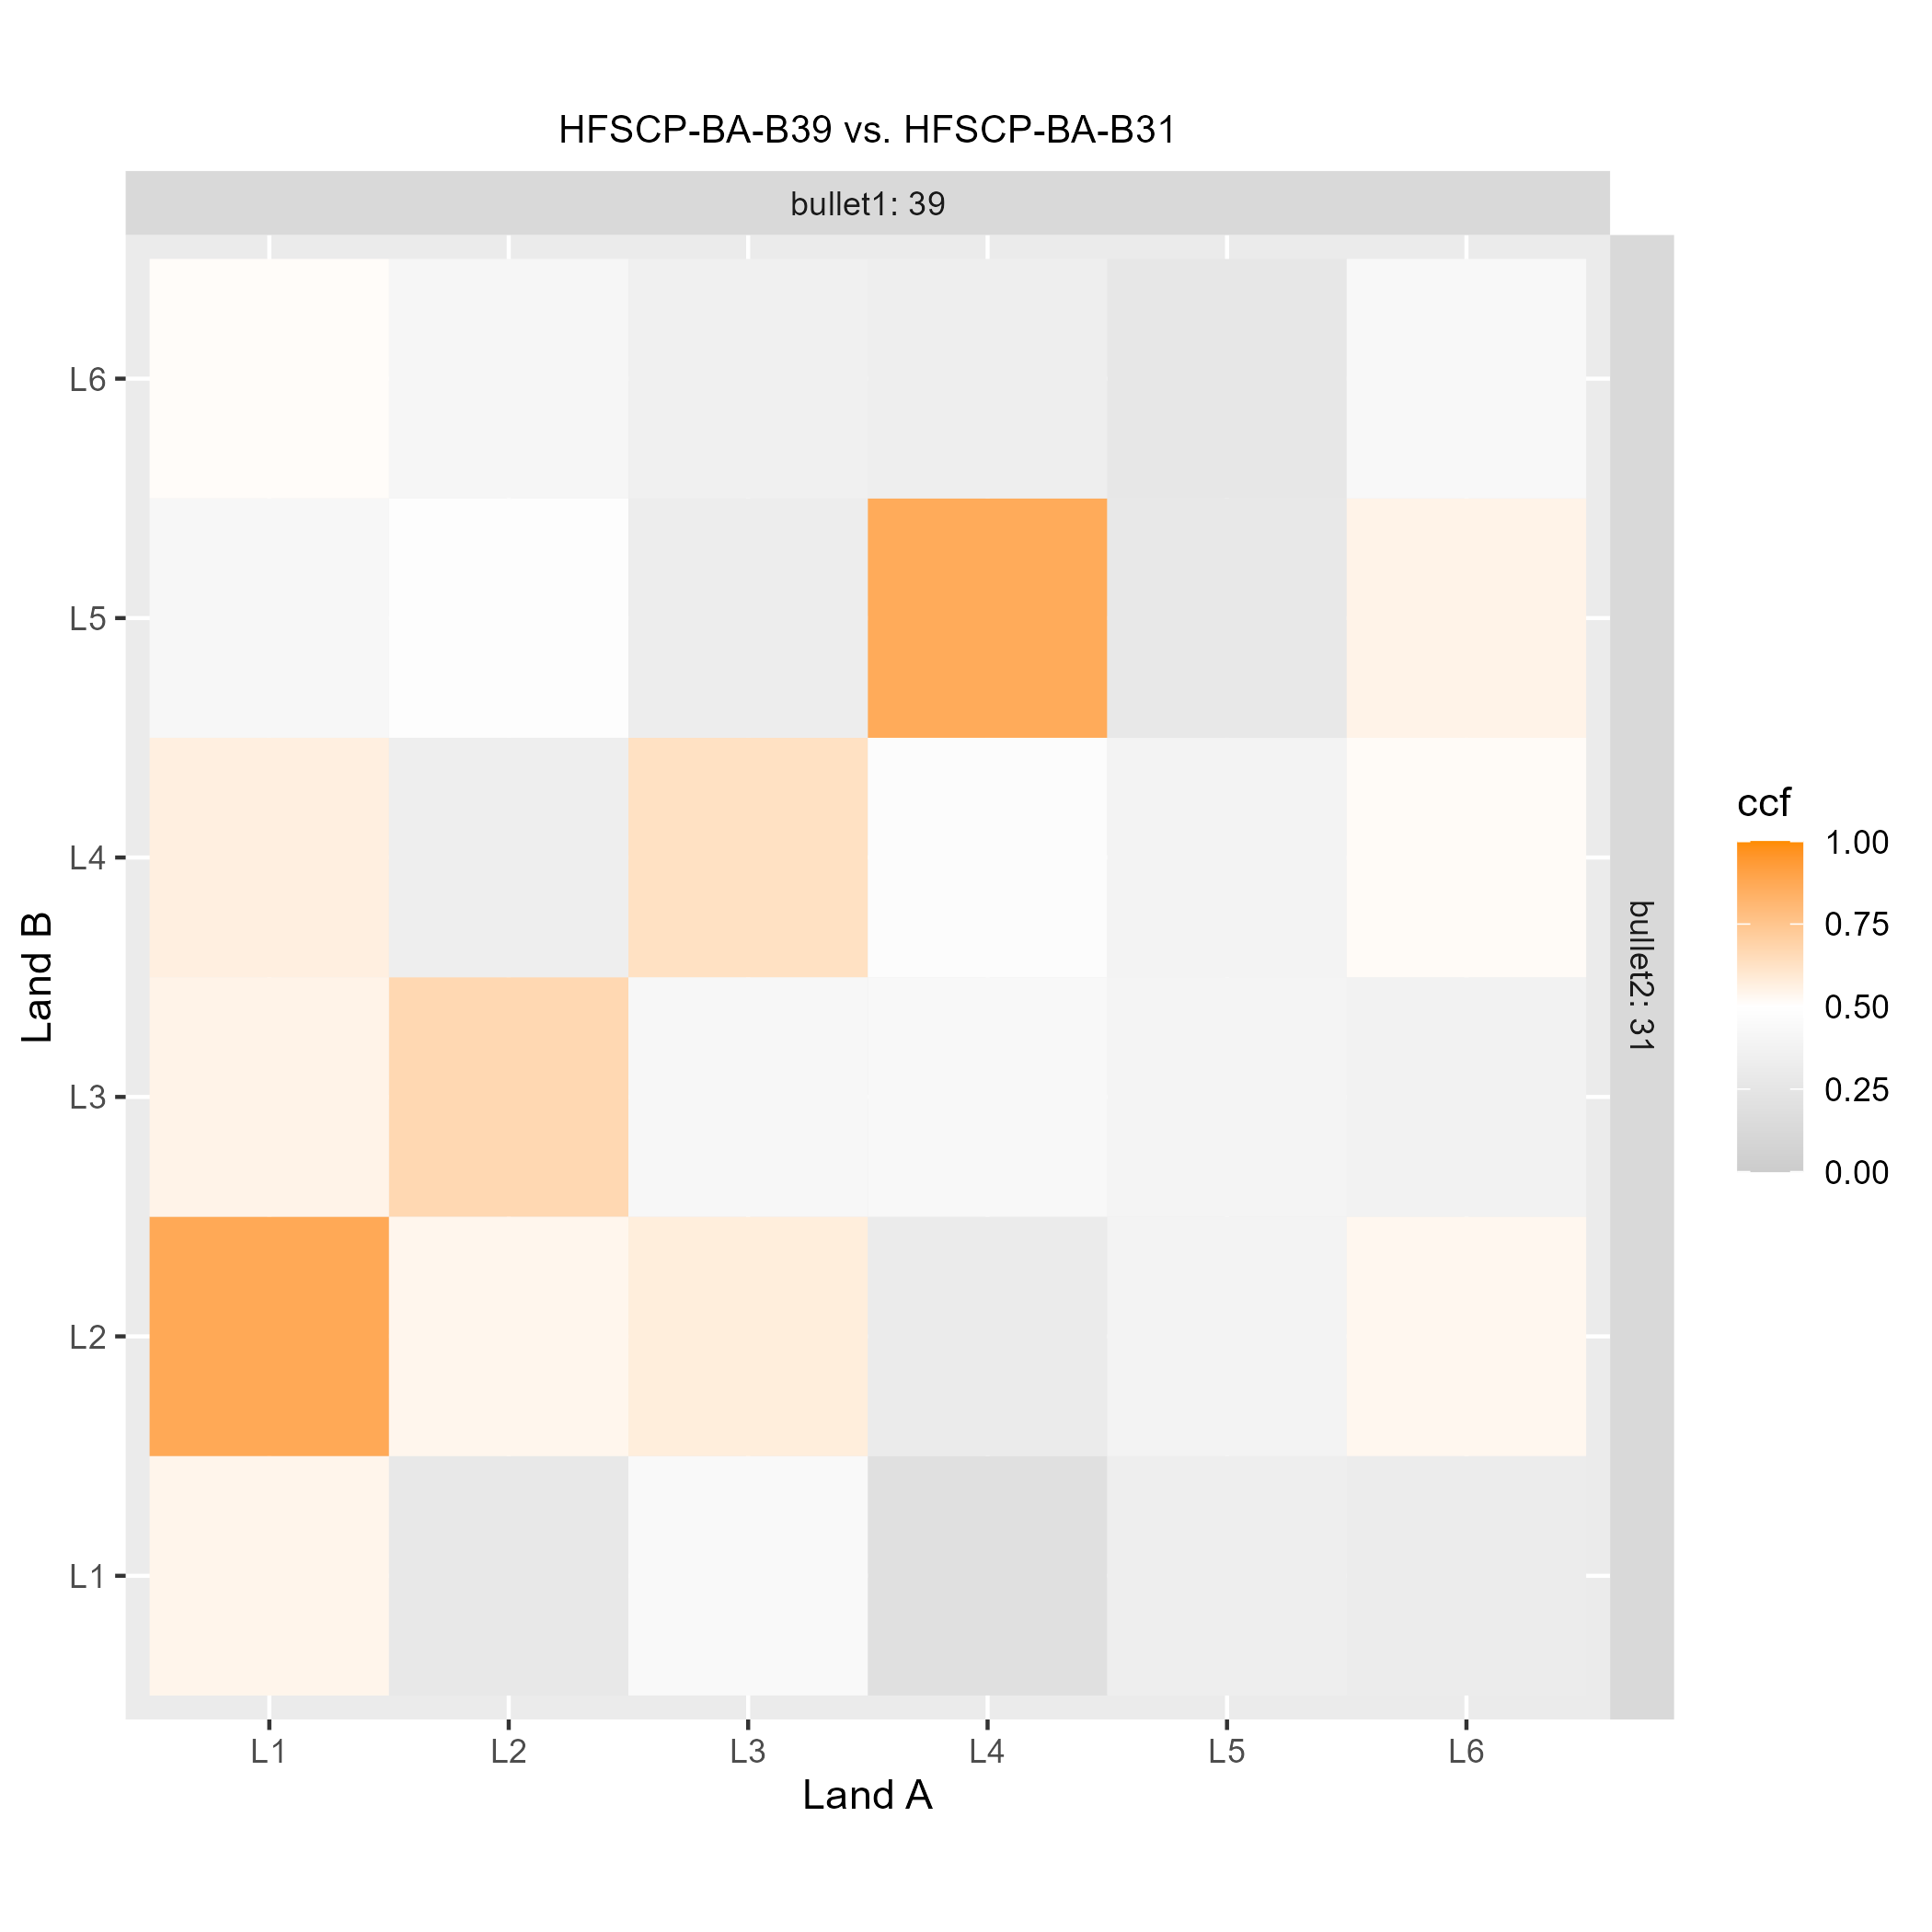 HFSCP-BA-B39 vs. HFSCP-BA-B31
bullet1: 39
L6
L5
L4
L3
L2
L1
Land B
bullet2: 31
L1
L2
L3
L4
L5
L6
Land A
ccf
1.00
0.75
0.50
0.25
0.00